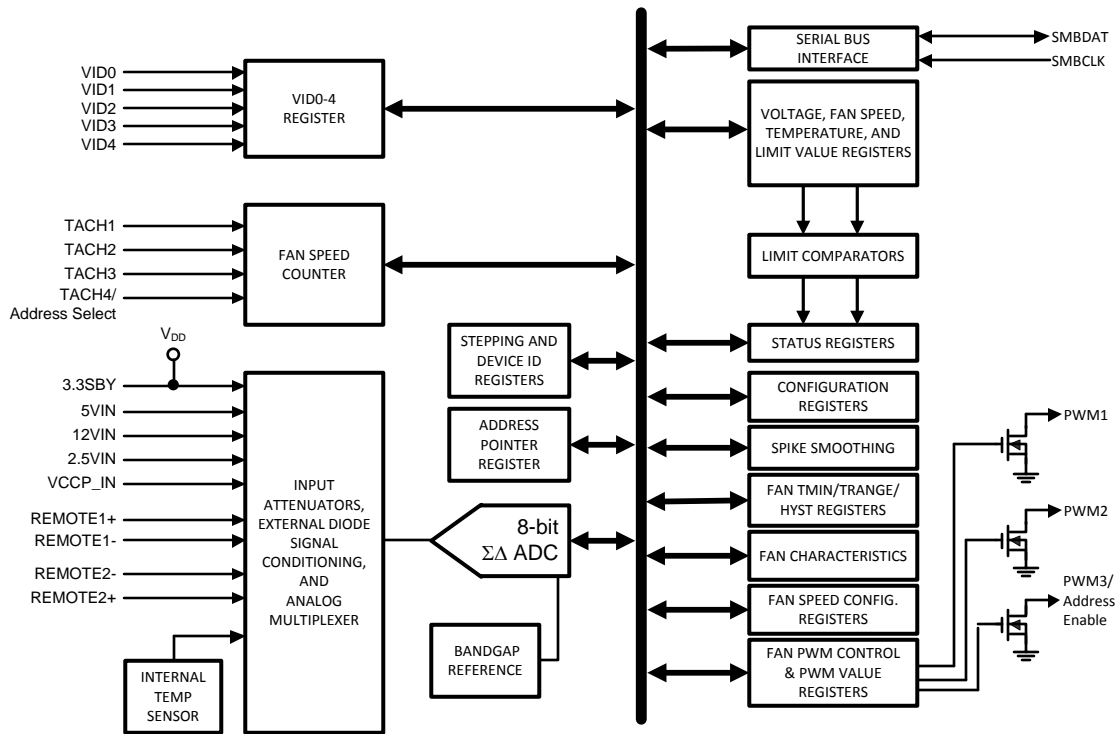 VID0
VID1
VID2
VID3
VID4
VID0-4
REGISTER
TACH1
TACH2
TACH3
TACH4/
Address Select
FAN SPEED
COUNTER
VDD
3.3SBY
5VIN
12VIN
2.5VIN
VCCP_IN
REMOTE1+
REMOTE1-
REMOTE2-
REMOTE2+
INTERNAL
TEMP
SENSOR
INPUT
ATTENUATORS,
EXTERNAL DIODE
SIGNAL
CONDITIONING,
AND
ANALOG
MULTIPLEXER
STEPPING AND
DEVICE ID
REGISTERS
ADDRESS
POINTER
REGISTER
8-bit
ΣΔ ADC
BANDGAP
REFERENCE
SERIAL BUS
INTERFACE
SMBDAT
SMBCLK
VOLTAGE, FAN SPEED,
TEMPERATURE, AND
LIMIT VALUE REGISTERS
LIMIT COMPARATORS
STATUS REGISTERS
CONFIGURATION
REGISTERS
SPIKE SMOOTHING
FAN TMIN/TRANGE/
HYST REGISTERS
FAN CHARACTERISTICS
FAN SPEED CONFIG.
REGISTERS
FAN PWM CONTROL
& PWM VALUE
REGISTERS
PWM1
PWM2
PWM3/
Address
Enable